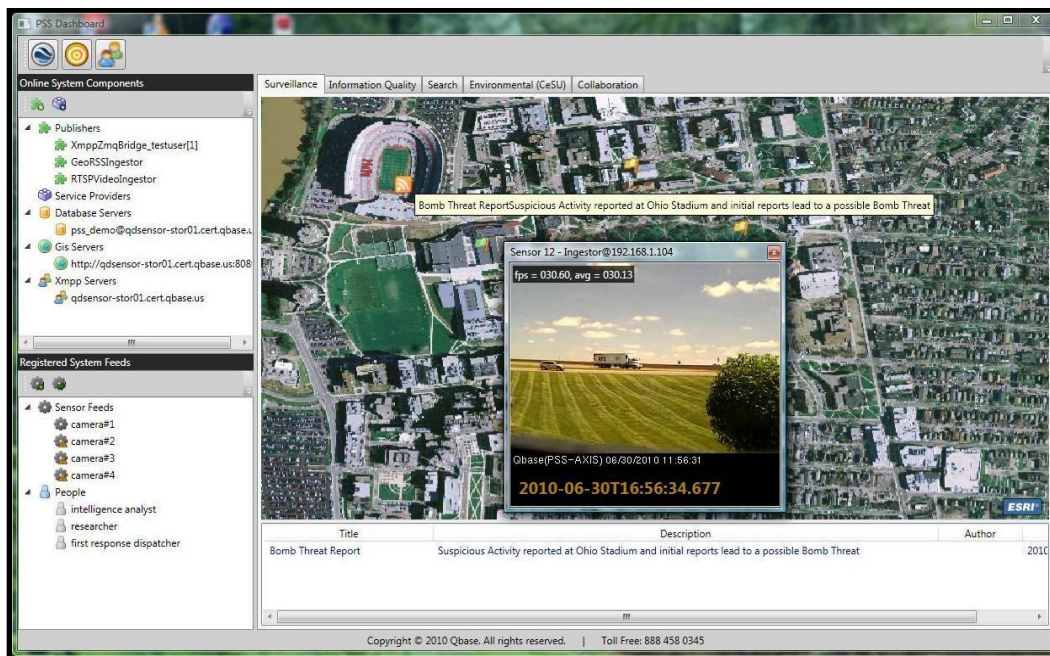 PSS Dashboard
Online System Components
Publishers
XmppZmqBridge_testuser[1]
GeoRSSIngestor
RTSPVideoIngestor
Service Providers
Database Servers
pss_demo@qdsensor-stor01.cert.qbase.u
Gis Servers
http://qdsensor-stor01.cert.qbase.us:808
Xmpp Servers
qdsensor-stor01.cert.qbase.us
Registered System Feeds
Sensor Feeds
camera#1
camera#2
camera#3
camera#4
People
intelligence analyst
researcher
first response dispatcher
Surveillance Information Quality Search Environmental (CeSU) Collaboration
Bomb Threat ReportSuspicious Activity reported at Ohio Stadium and initial reports lead to a possible Bomb Threat
Sensor 12 - Ingestor@192.168.1.104
fps = 030.60, avg = 030.13
Qbase(PSS-AXIS) 06/30/2010 11:56:31
2010-06-30T16:56:34.677
ESRI
Title Description Author
Bomb Threat Report Suspicious Activity reported at Ohio Stadium and initial reports lead to a possible Bomb Threat 2010
Copyright © 2010 Qbase. All rights reserved. | Toll Free: 888 458 0345